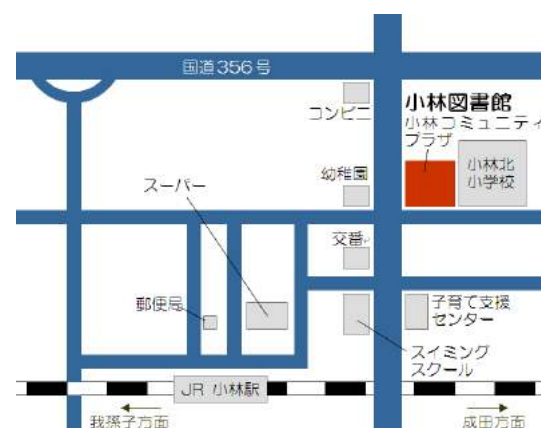 国道356号
コンビニ
小林図書館
小林コミュニティ
プラザ
小林北
小学校
幼稚園
スーパー
交番
郵便局
子育て支援
センター
スイミング
スクール
JR 小林駅
我孫子方面
成田方面